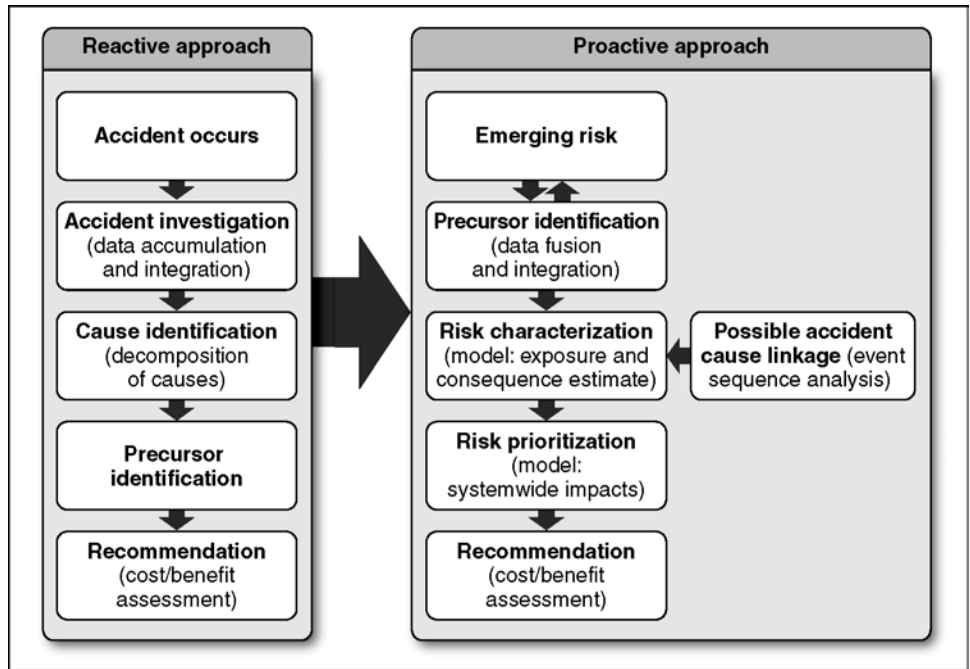 Reactive approach
Accident occurs
Accident investigation
(data accumulation
and integration)
Cause identification
(decomposition
of causes)
Precursor
identification
Recommendation
(cost/benefit
assessment)
Proactive approach
Emerging risk
Precursor identification
(data fusion
and integration)
Risk characterization
(model: exposure and
consequence estimate)
Possible accident
cause linkage (event
sequence analysis)
Risk prioritization
(model:
systemwide impacts)
Recommendation
(cost/benefit
assessment)